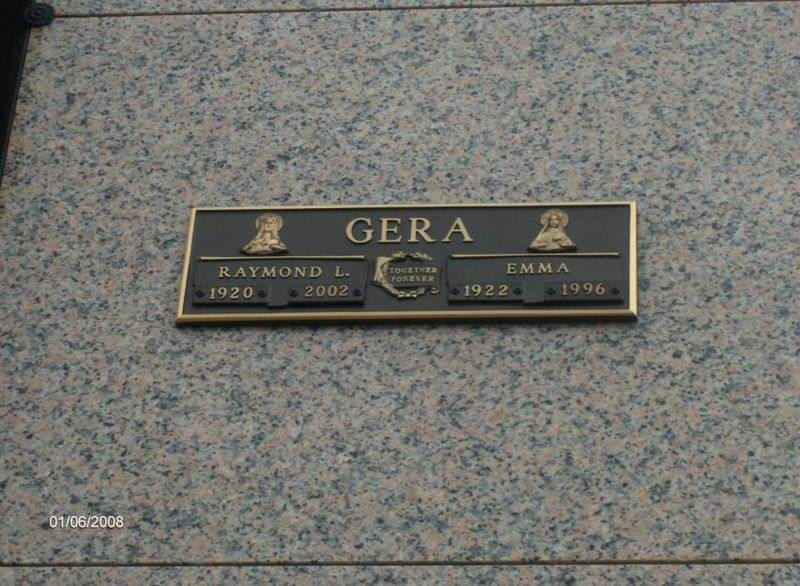 GERA
RAYMOND L.
1920 2002
TOGETHER
FOREVER
EMMA
1922 1996
01/06/2008